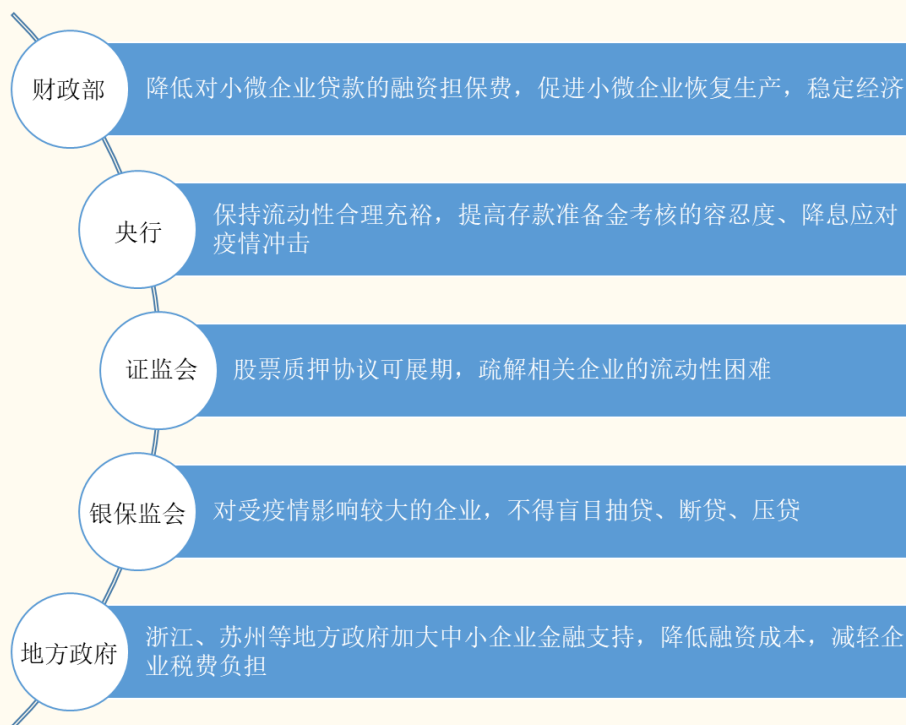 财政部
降低对小微企业贷款的融资担保费，促进小微企业恢复生产，稳定经济
央行
保持流动性合理充裕，提高存款准备金考核的容忍度、降息应对
疫情冲击
证监会
股票质押协议可展期，疏解相关企业的流动性困难
银保监会
对受疫情影响较大的企业，不得盲目抽贷、断贷、压贷
地方政府
浙江、苏州等地方政府加大中小企业金融支持，降低融资成本，减轻企
业税费负担